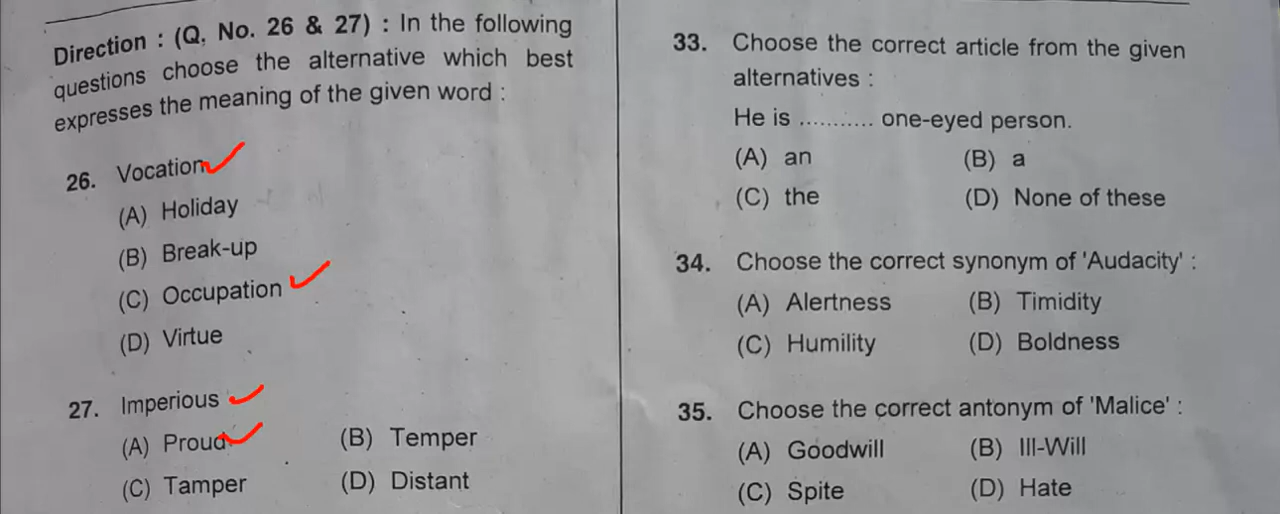 Direction : (Q. No. 26 & 27) : In the following
questions choose the alternative which best
expresses the meaning of the given word :
26. Vocation
(A) Holiday
(B) Break-up
(C) Occupation
(D) Virtue
27. Imperious
(A) Proud (B) Temper
(C) Tamper (D) Distant
33. Choose the correct article from the given
alternatives :
He is ........... one-eyed person.
(A) an (B) a
(C) the (D) None of these
34. Choose the correct synonym of 'Audacity' :
(A) Alertness (B) Timidity
(C) Humility (D) Boldness
35. Choose the correct antonym of 'Malice' :
(A) Goodwill (B) Ill-Will
(C) Spite (D) Hate